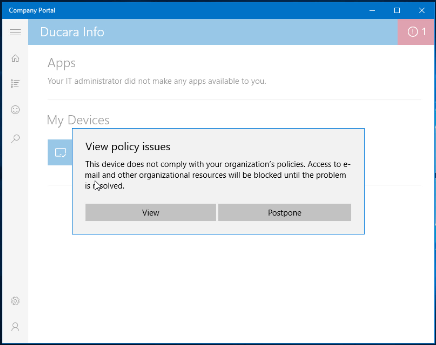 Company Portal
Ducara Info
1
Apps
Your IT administrator did not make any apps available to you.
My Devices
View policy issues
This device does not comply with your organization's policies. Access to e-
mail and other organizational resources will be blocked until the problem
is resolved.
View
Postpone